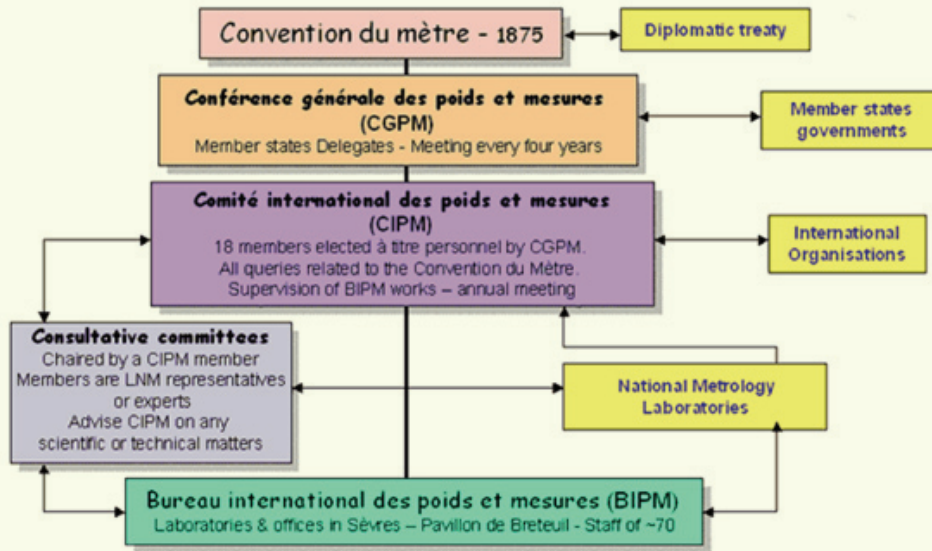 Convention du mètre - 1875
Diplomatic treaty
Conférence générale des poids et mesures
(CGPM)
Member states Delegates - Meeting every four years
Member states
governments
Comité international des poids et mesures
(CIPM)
18 members elected à titre personnel by CGPM.
All queries related to the Convention du Mètre.
Supervision of BIPM works – annual meeting
International
Organisations
Consultative committees
Chaired by a CIPM member
Members are LNM representatives
or experts
Advise CIPM on any
scientific or technical matters
National Metrology
Laboratories
Bureau international des poids et mesures (BIPM)
Laboratories & offices in Sèvres – Pavillon de Breteuil - Staff of ~70